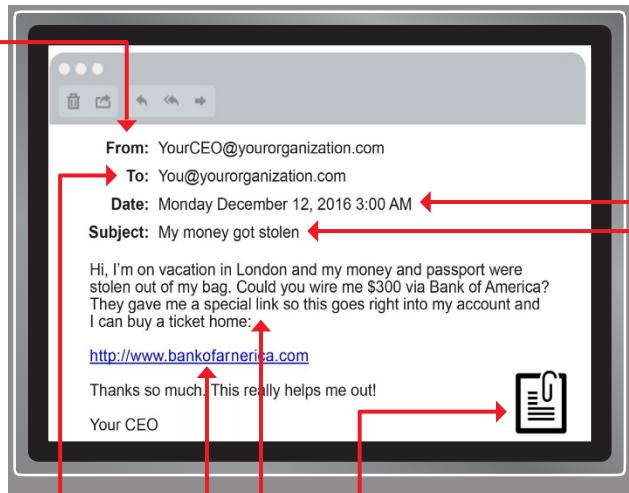 From: YourCEO@yourorganization.com
To: You@yourorganization.com
Date: Monday December 12, 2016 3:00 AM
Subject: My money got stolen
Hi, I'm on vacation in London and my money and passport were
stolen out of my bag. Could you wire me $300 via Bank of America?
They gave me a special link so this goes right into my account and
I can buy a ticket home:
http://www.bankofarnerica.com
Thanks so much. This really helps me out!
Your CEO